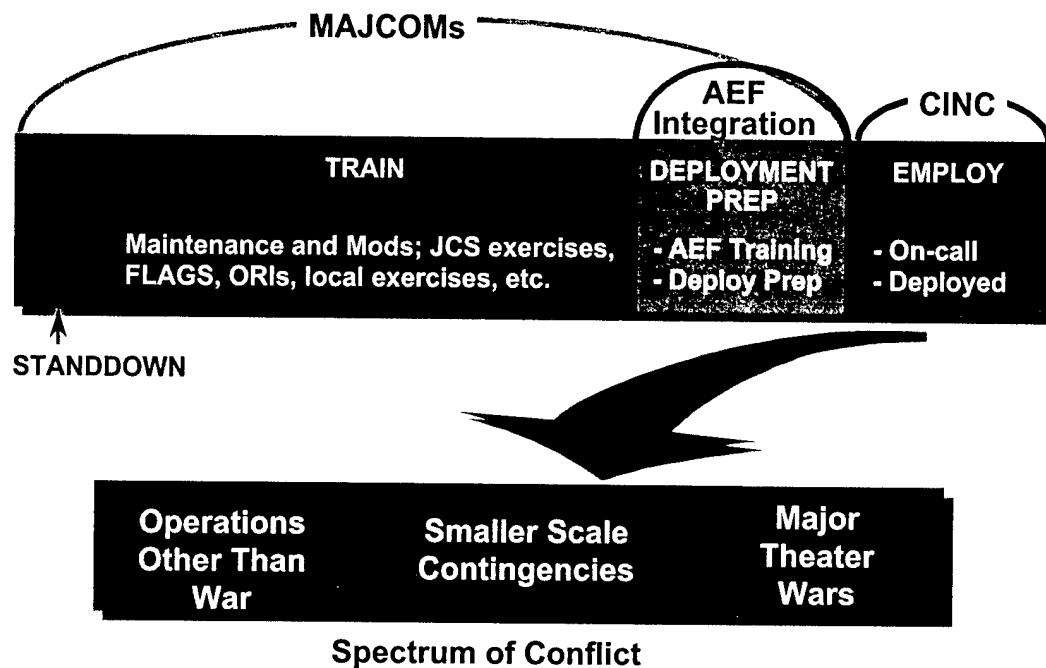 MAJCOMs
AEF
Integration
CINC
TRAIN
Maintenance and Mods; JCS exercises,
FLAGS, ORIs, local exercises, etc.
DEPLOYMENT
PREP
- AEF Training
- Deploy Prep
EMPLOY
- On-call
- Deployed
STANDDOWN
Operations
Other Than
War
Smaller Scale
Contingencies
Major
Theater
Wars
Spectrum of Conflict